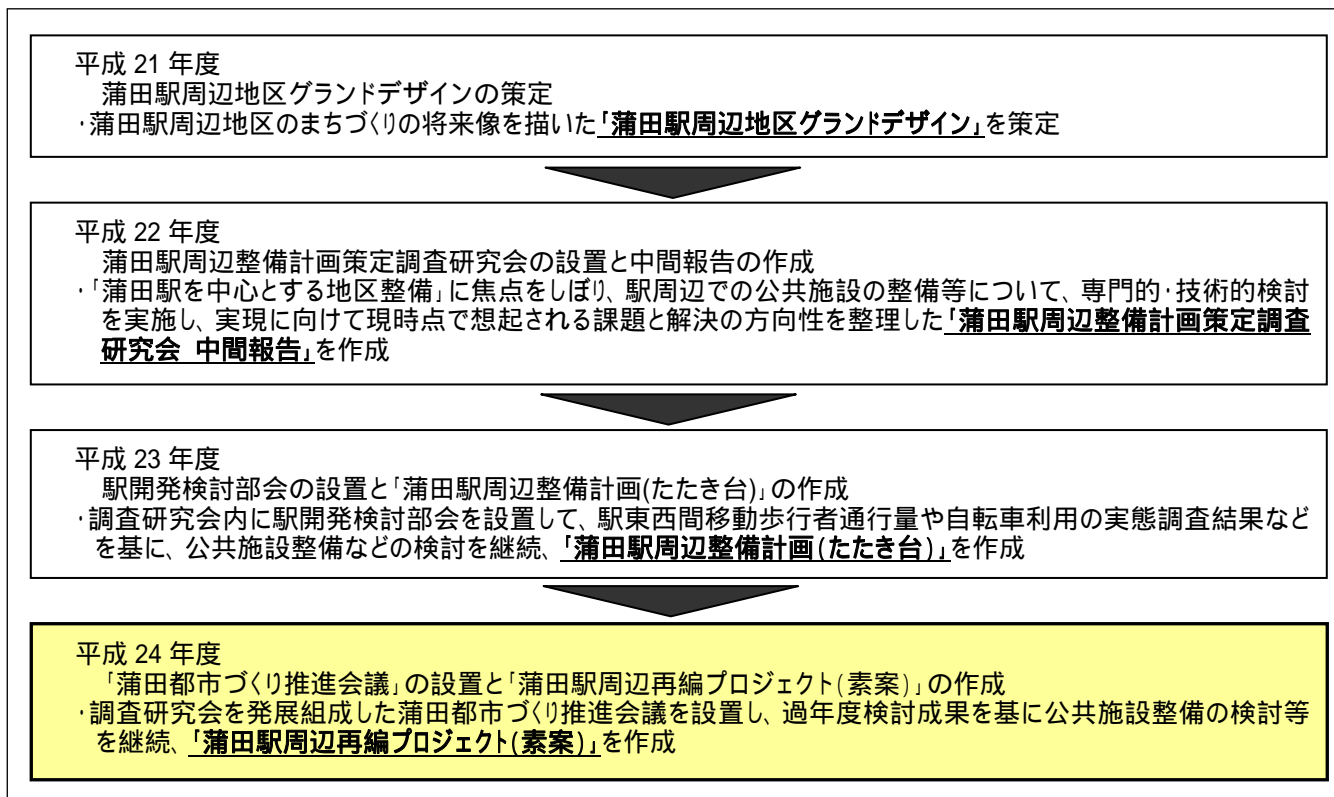 平成 21 年度
蒲田駅周辺地区グランドデザインの策定
・蒲田駅周辺地区のまちづくりの将来像を描いた「蒲田駅周辺地区グランドデザイン」を策定
平成 22 年度
蒲田駅周辺整備計画策定調査研究会の設置と中間報告の作成
・「蒲田駅を中心とする地区整備」に焦点をしぼり、駅周辺での公共施設の整備等について、専門的・技術的検討
を実施し、実現に向けて現時点で想起される課題と解決の方向性を整理した「蒲田駅周辺整備計画策定調査
研究会 中間報告」を作成
平成 23 年度
駅開発検討部会の設置と「蒲田駅周辺整備計画(たたき台)」の作成
・調査研究会内に駅開発検討部会を設置して、駅東西間移動歩行者通行量や自転車利用の実態調査結果など
を基に、公共施設整備などの検討を継続、「蒲田駅周辺整備計画(たたき台)」を作成
平成 24 年度
「蒲田都市づくり推進会議」の設置と「蒲田駅周辺再編プロジェクト(素案)」の作成
・調査研究会を発展組成した蒲田都市づくり推進会議を設置し、過年度検討成果を基に公共施設整備の検討等
を継続、「蒲田駅周辺再編プロジェクト(素案)」を作成